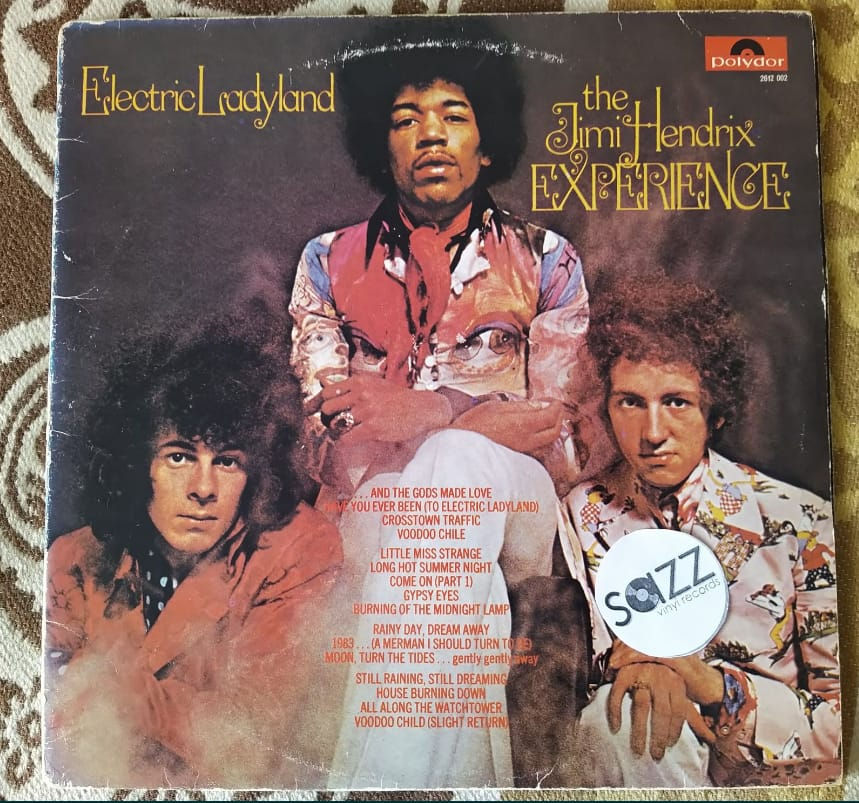 Electric Ladyland
polydor
2612 002
the
Jimi Hendrix
EXPERIENCE
...AND THE GODS MADE LOVE
YOU EVER BEEN (TO ELECTRIC LADYLAND)
CROSSTOWN TRAFFIC
VOODOO CHILE
LITTLE MISS STRANGE
LONG HOT SUMMER NIGHT
COME ON (PART 1)
GYPSY EYES
BURNING OF THE MIDNIGHT LAMP
RAINY DAY, DREAM AWAY
1983...(A MERMAN I SHOULD TURN TO BE)
MOON, TURN THE TIDES...gently gently away
STILL RAINING, STILL DREAMING
HOUSE BURNING DOWN
ALL ALONG THE WATCHTOWER
VOODOO CHILD (SLIGHT RETURN)
sazz
vinyl records